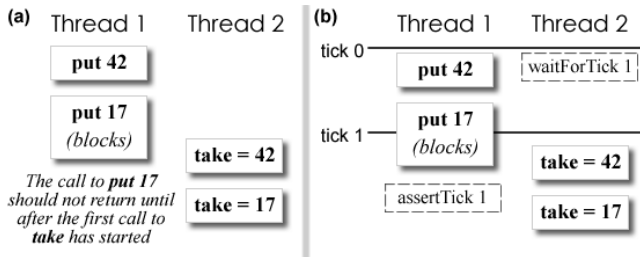 (a)
Thread 1
Thread 2
put 42
put 17
(blocks)
take = 42
take = 17
The call to put 17
should not return until
after the first call to
take has started
(b)
Thread 1
Thread 2
tick 0
put 42
waitForTick 1
put 17
(blocks)
tick 1
take = 42
assertTick 1
take = 17